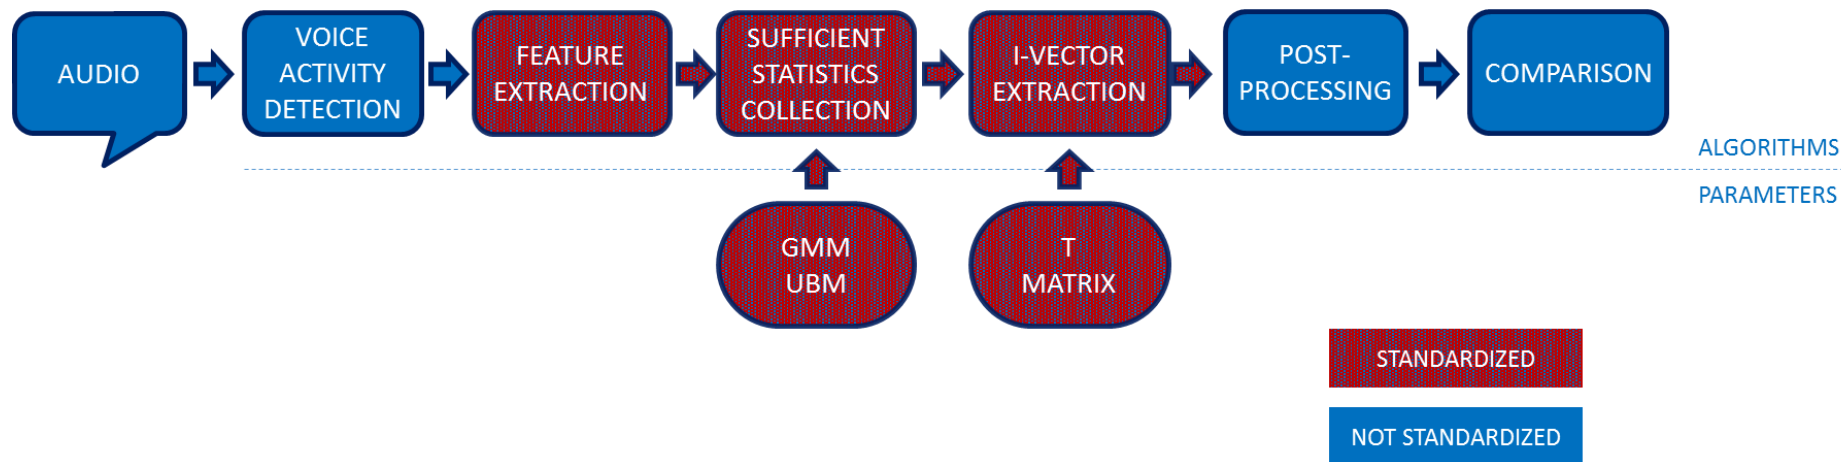 AUDIO
VOICE
ACTIVITY
DETECTION
FEATURE
EXTRACTION
SUFFICIENT
STATISTICS
COLLECTION
I-VECTOR
EXTRACTION
POST-
PROCESSING
COMPARISON
ALGORITHMS
PARAMETERS
GMM
UBM
T
MATRIX
STANDARDIZED
NOT STANDARDIZED